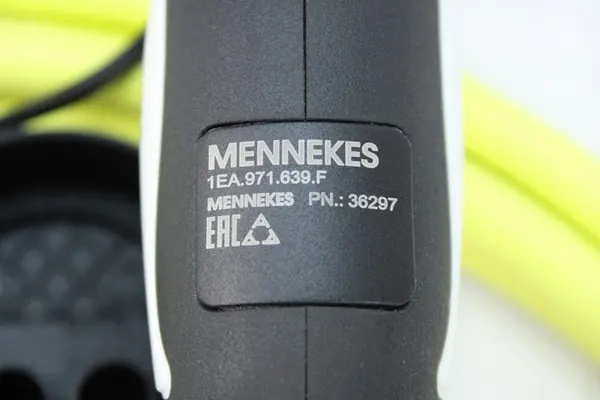 MENNEKES
1EA.971.639.F
MENNEKES PN.: 36297
EAC